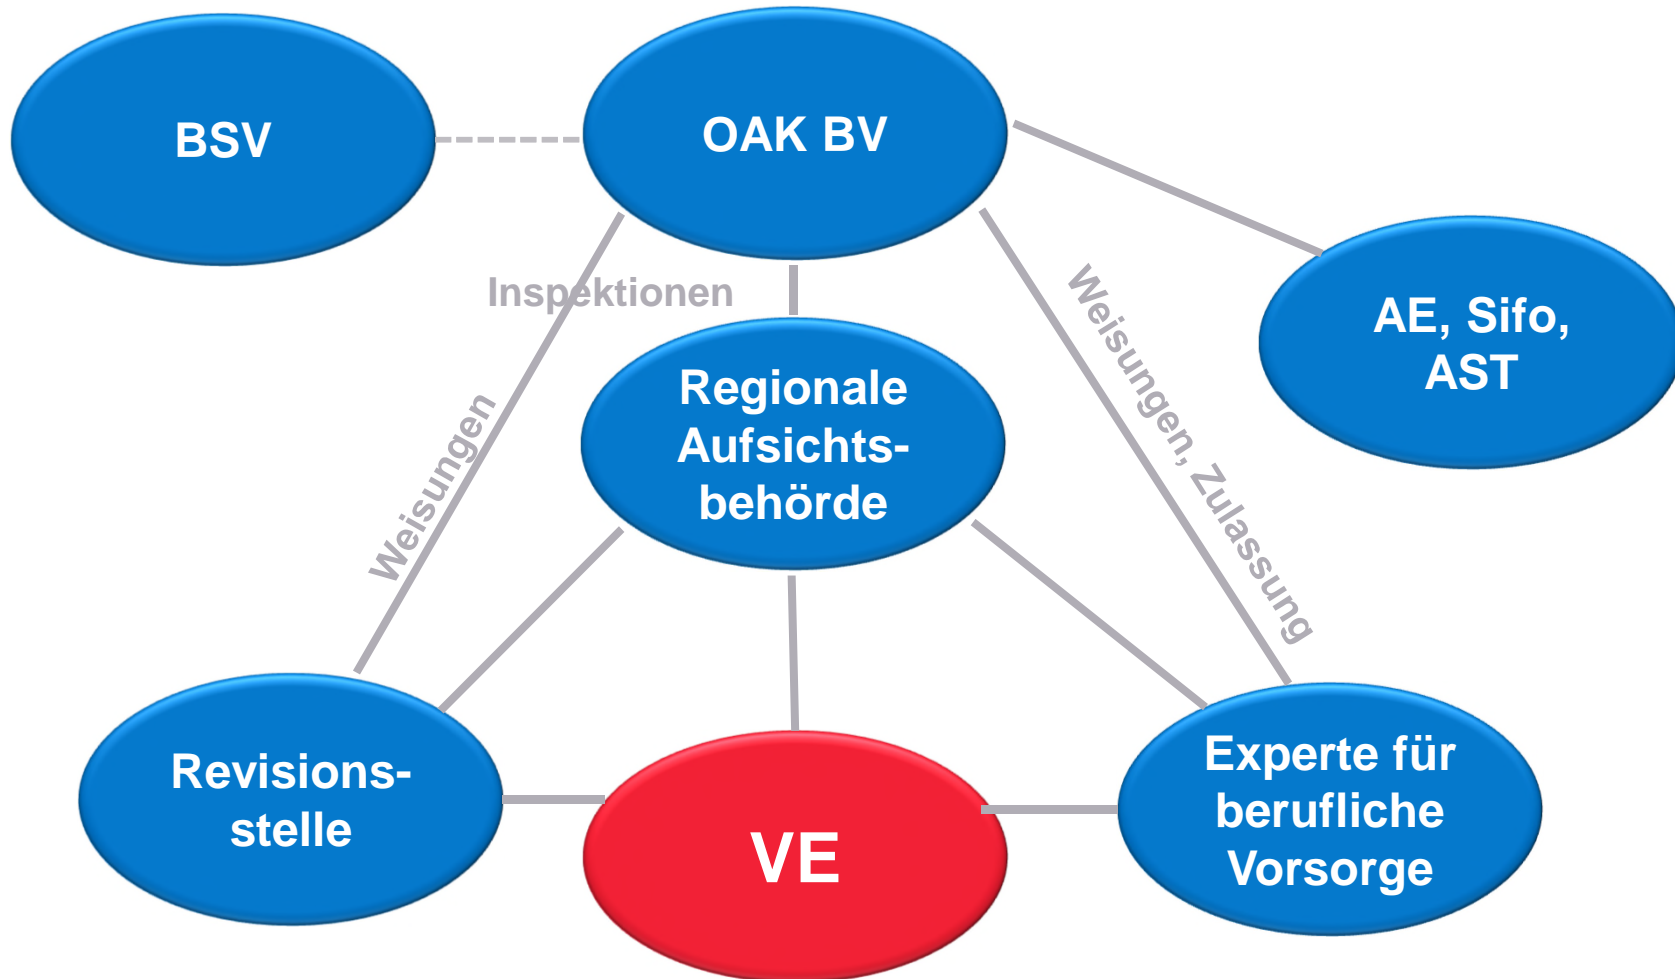 BSV
OAK BV
Inspektionen
Weisungen
Weisungen, Zulassung
AE, Sifo,
AST
Regionale
Aufsichts-
behörde
Revisions-
stelle
VE
Experte für
berufliche
Vorsorge